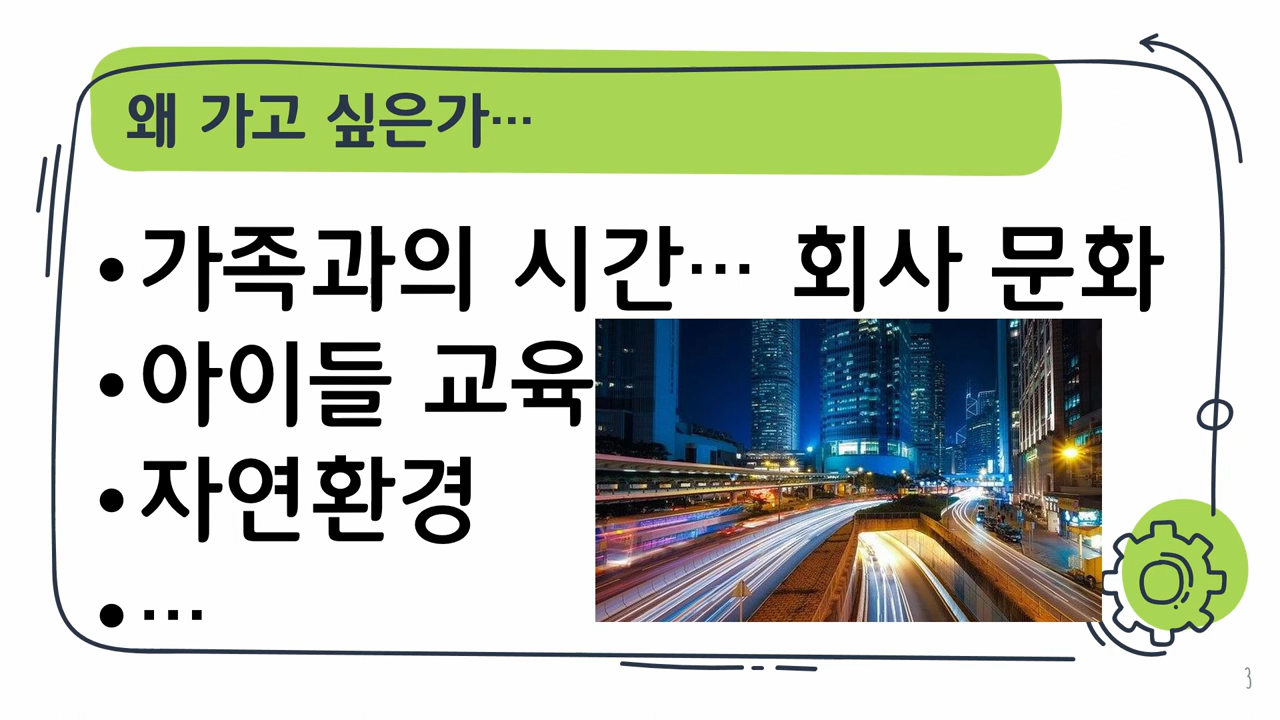 왜 가고 싶은가…
• 가족과의 시간… 회사 문화
• 아이들 교육
• 자연환경
• …
3